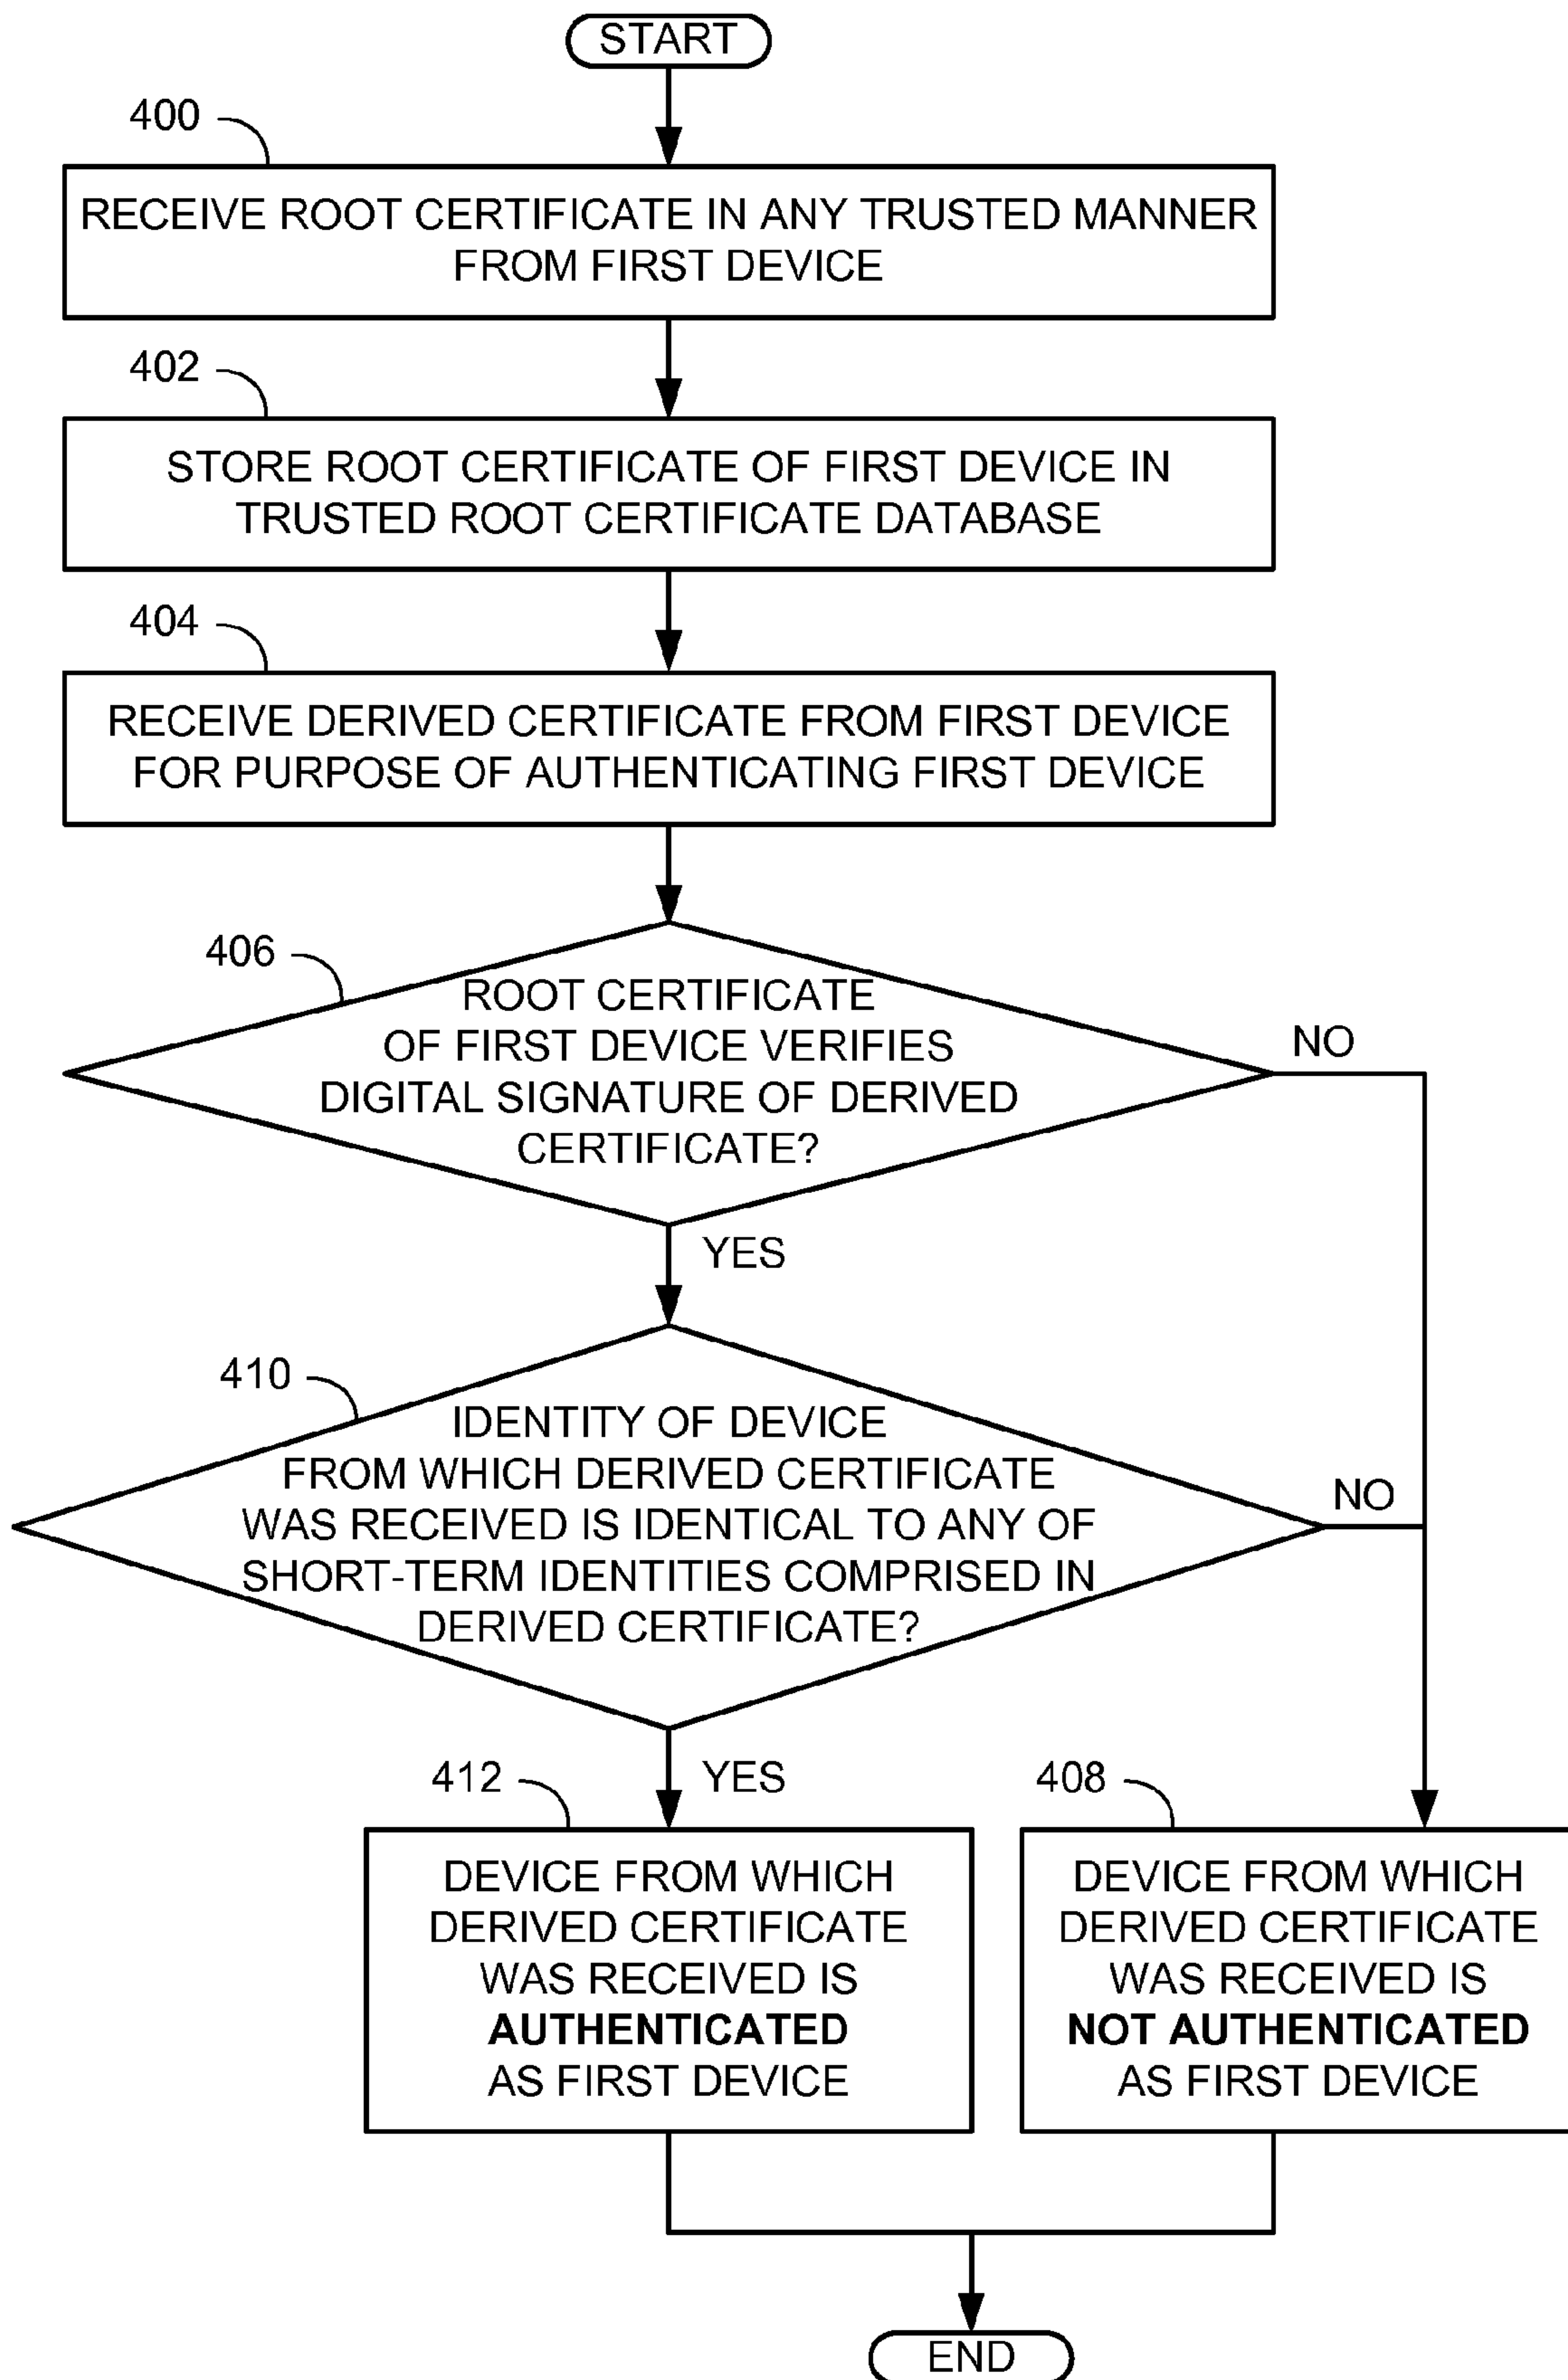 START
400
RECEIVE ROOT CERTIFICATE IN ANY TRUSTED MANNER
FROM FIRST DEVICE
402
STORE ROOT CERTIFICATE OF FIRST DEVICE IN
TRUSTED ROOT CERTIFICATE DATABASE
404
RECEIVE DERIVED CERTIFICATE FROM FIRST DEVICE
FOR PURPOSE OF AUTHENTICATING FIRST DEVICE
406
ROOT CERTIFICATE
OF FIRST DEVICE VERIFIES
DIGITAL SIGNATURE OF DERIVED
CERTIFICATE?
NO
YES
410
IDENTITY OF DEVICE
FROM WHICH DERIVED CERTIFICATE
WAS RECEIVED IS IDENTICAL TO ANY OF
SHORT-TERM IDENTITIES COMPRISED IN
DERIVED CERTIFICATE?
NO
YES
412
DEVICE FROM WHICH
DERIVED CERTIFICATE
WAS RECEIVED IS
AUTHENTICATED
AS FIRST DEVICE
408
DEVICE FROM WHICH
DERIVED CERTIFICATE
WAS RECEIVED IS
NOT AUTHENTICATED
AS FIRST DEVICE
END